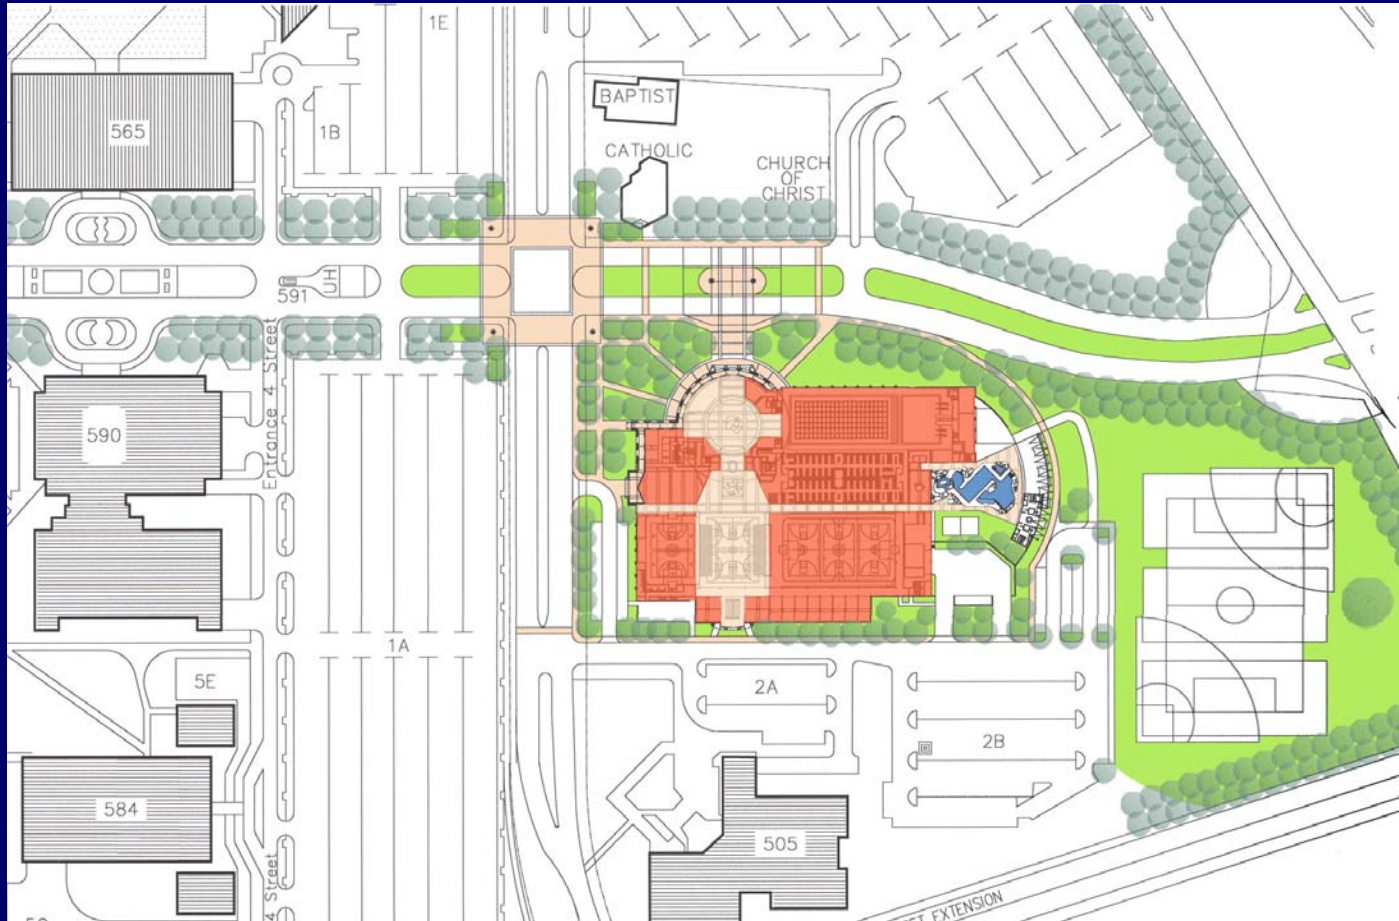 1E
565
1B
BAPTIST
CATHOLIC
CHURCH
OF
CHRIST
UH
591
Entrance 4 Street
590
1A
5E
2A
2B
584
505
4 Street
EXTENSION